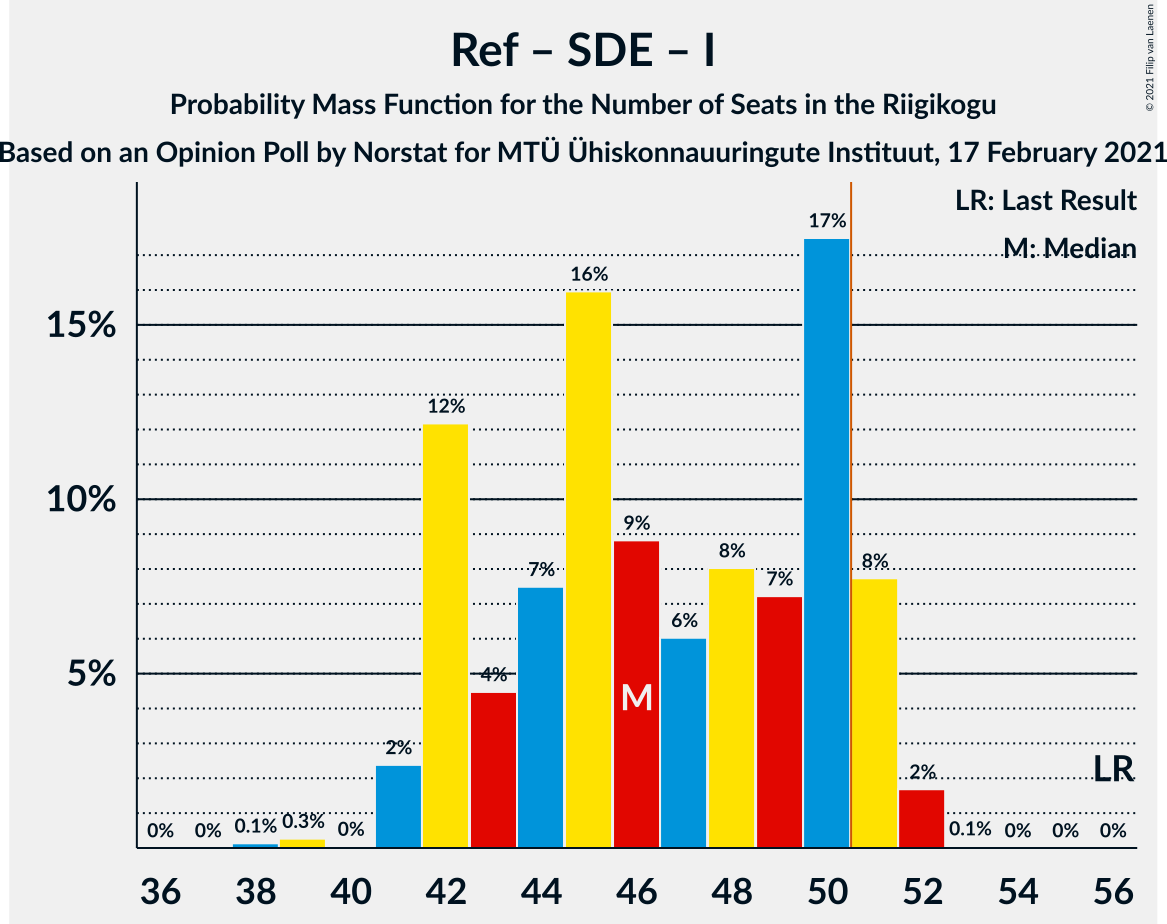 Ref – SDE – I
Probability Mass Function for the Number of Seats in the Riigikogu
Based on an Opinion Poll by Norstat for MTÜ Ühiskonnauuringute Instituut, 17 February 2021
© 2021 Filip van Laenen
LR: Last Result
M: Median
15%
10%
5%
0% 0% 0.1% 0.3% 0% 2% 12% 4% 7% 16% 9% 6% 8% 7% 17% 8% 2% 0.1% 0% 0% 0%
M
LR
36 38 40 42 44 46 48 50 52 54 56